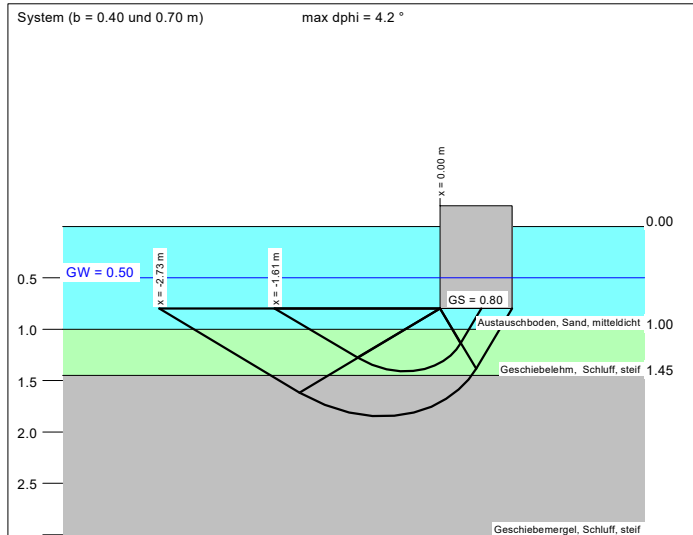 System (b = 0.40 und 0.70 m) max dphi = 4.2 °
x = 0.00 m
0.00
0.5
GW = 0.50
x = -2.73 m
x = -1.61 m
GS = 0.80
1.0
Austauschboden, Sand, mitteldicht 1.00
Geschiebelehm, Schluff, steif 1.45
1.5
2.0
2.5
Geschiebemergel, Schluff, steif